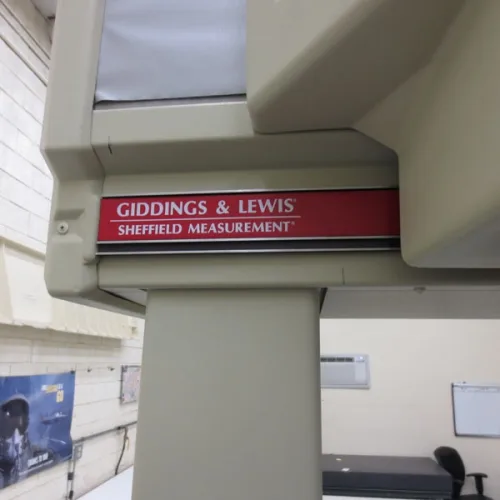 GIDDINGS & LEWIS®
SHEFFIELD MEASUREMENT®